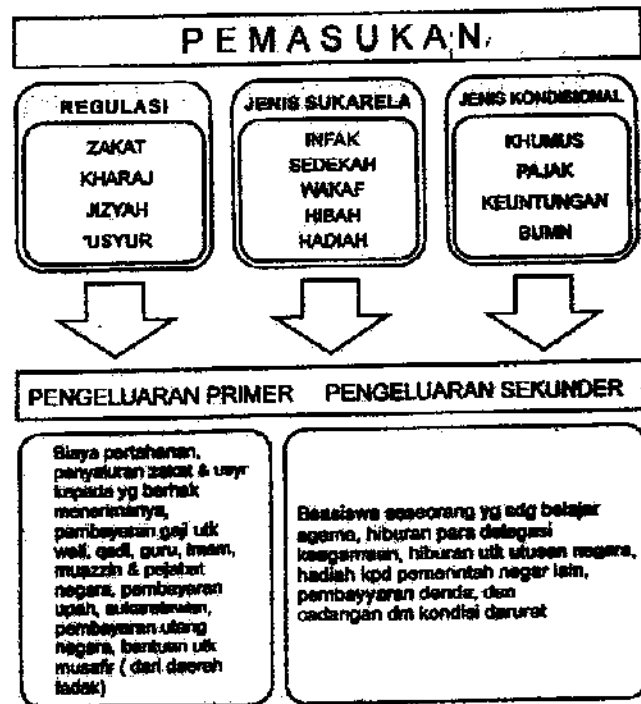 PEMASUKAN
REGULASI
ZAKAT
KHARAJ
JIZYAH
'USYUR
JENIS SUKARELA
INFAK
SEDEKAH
WAKAF
HIBAH
HADIAH
JENIS KONDISIONAL
KHUMUS
PAJAK
KEUNTUNGAN
BUMN
PENGELUARAN PRIMER PENGELUARAN SEKUNDER
Biaya pertahanan,
penyaluran zakat & usyr
kepada yg berhak
menerimanya,
pembayaran gaji utk
wali, qadi, guru, imam,
muazzin & pejabat
negara, pembayaran
upah, sukarelawan,
pembayaran utang
negara, bantuan utk
musafir ( dari daerah
fadak)
Beasiswa seseorang yg sdg belajar
agama, hiburan para delegasi
keagamaan, hiburan utk utusan negara,
hadiah kpd pemerintah negar lain,
pembayyaran denda, dan
cadangan dm kondisi darurat